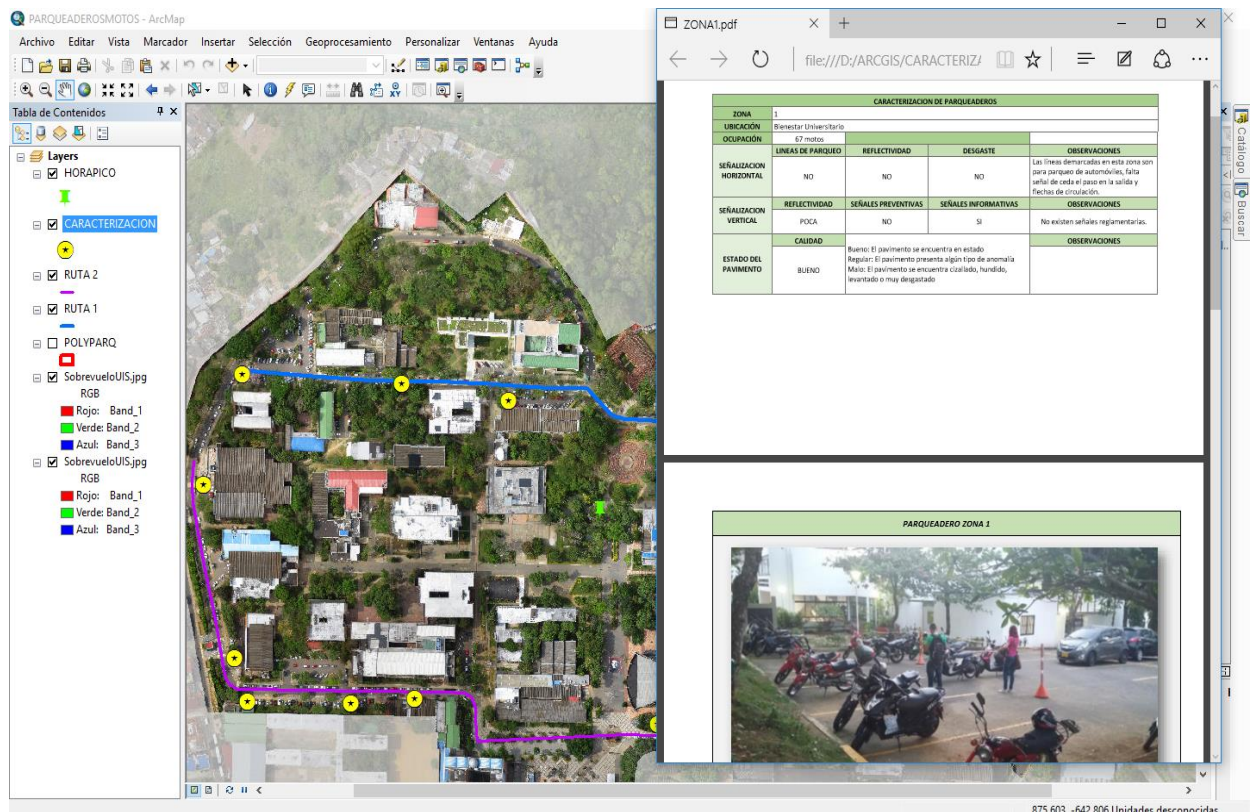 PARQUEADEROSMOTOS - ArcMap
Archivo Editar Vista Marcador Insertar Selección Geoprocesamiento Personalizar Ventanas Ayuda
Tabla de Contenidos
Layers
HORAPICO
CARACTERIZACION
RUTA 2
RUTA 1
POLYPARQ
SobrevueloUIS.jpg
RGB
Rojo: Band_1
Verde: Band_2
Azul: Band_3
SobrevueloUIS.jpg
RGB
Rojo: Band_1
Verde: Band_2
Azul: Band_3
ZONA1.pdf
file:///D:/ARCGIS/CARACTERIZ
CARACTERIZACION DE PARQUEADEROS
ZONA 1
UBICACIÓN Bienestar Universitario
OCUPACIÓN 67 motos
SEÑALIZACION HORIZONTAL
LINEAS DE PARQUEO REFLECTIVIDAD DESGASTE OBSERVACIONES
NO NO NO
Las líneas demarcadas en esta zona son
para parqueo de automóviles, falta
señal de ceda el paso en la salida y
flechas de circulación.
SEÑALIZACION VERTICAL
REFLECTIVIDAD SEÑALES PREVENTIVAS SEÑALES INFORMATIVAS OBSERVACIONES
POCA NO SI No existen señales reglamentarias.
ESTADO DEL PAVIMENTO
CALIDAD OBSERVACIONES
BUENO
Bueno: El pavimento se encuentra en estado
Regular: El pavimento presenta algún tipo de anomalía
Malo: El pavimento se encuentra cizallado, hundido,
levantado o muy desgastado
PARQUEADERO ZONA 1
Catálogo
Buscar
875,603 -642,806 Unidades desconocidas